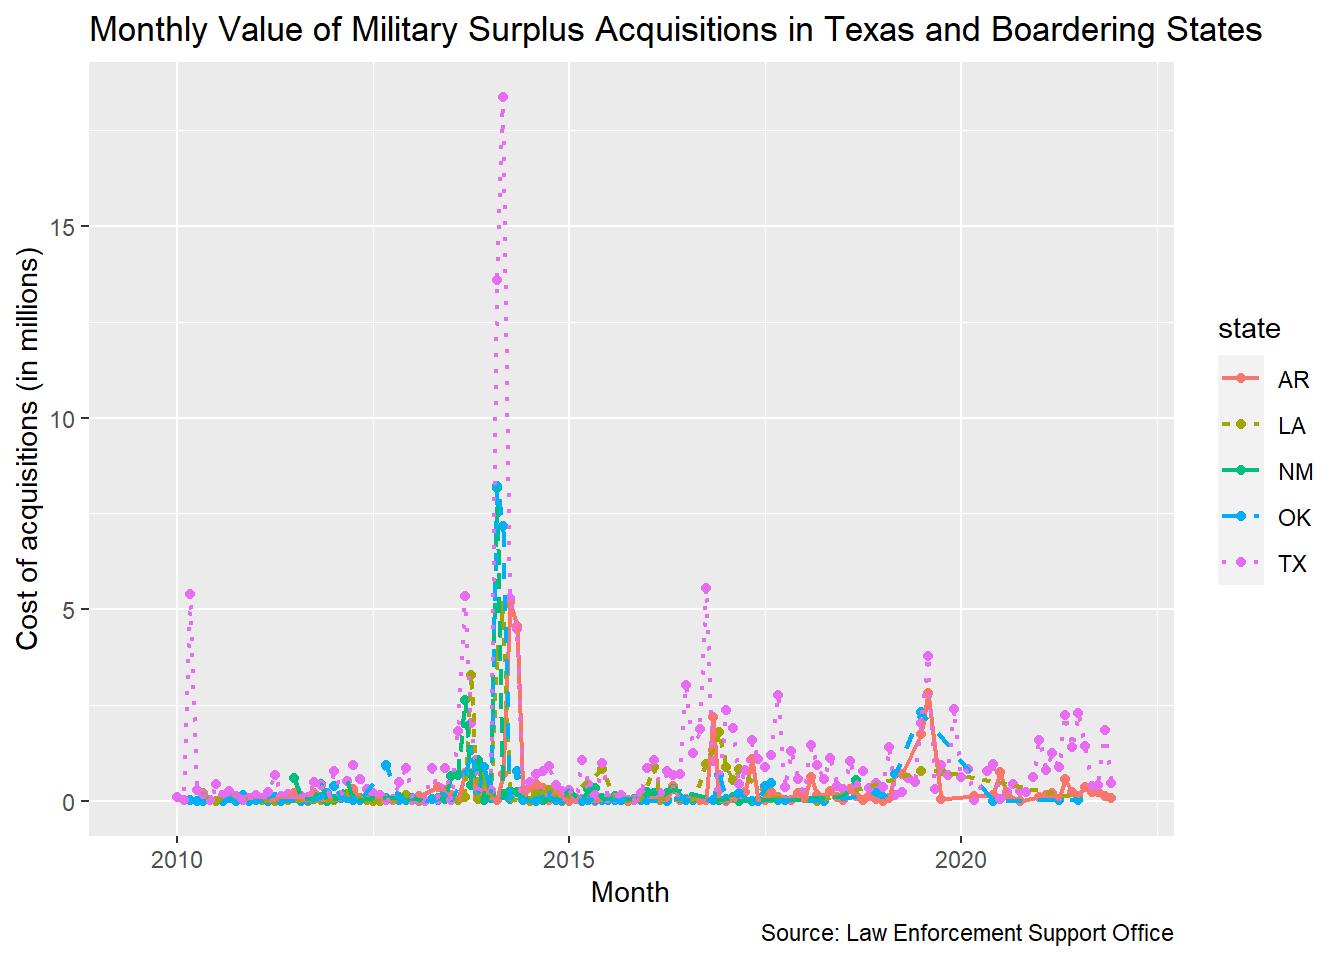 Monthly Value of Military Surplus Acquisitions in Texas and Boardering States
Cost of acquisitions (in millions)
15
10
5
0
2010
2015
2020
Month
state
AR
LA
NM
OK
TX
Source: Law Enforcement Support Office